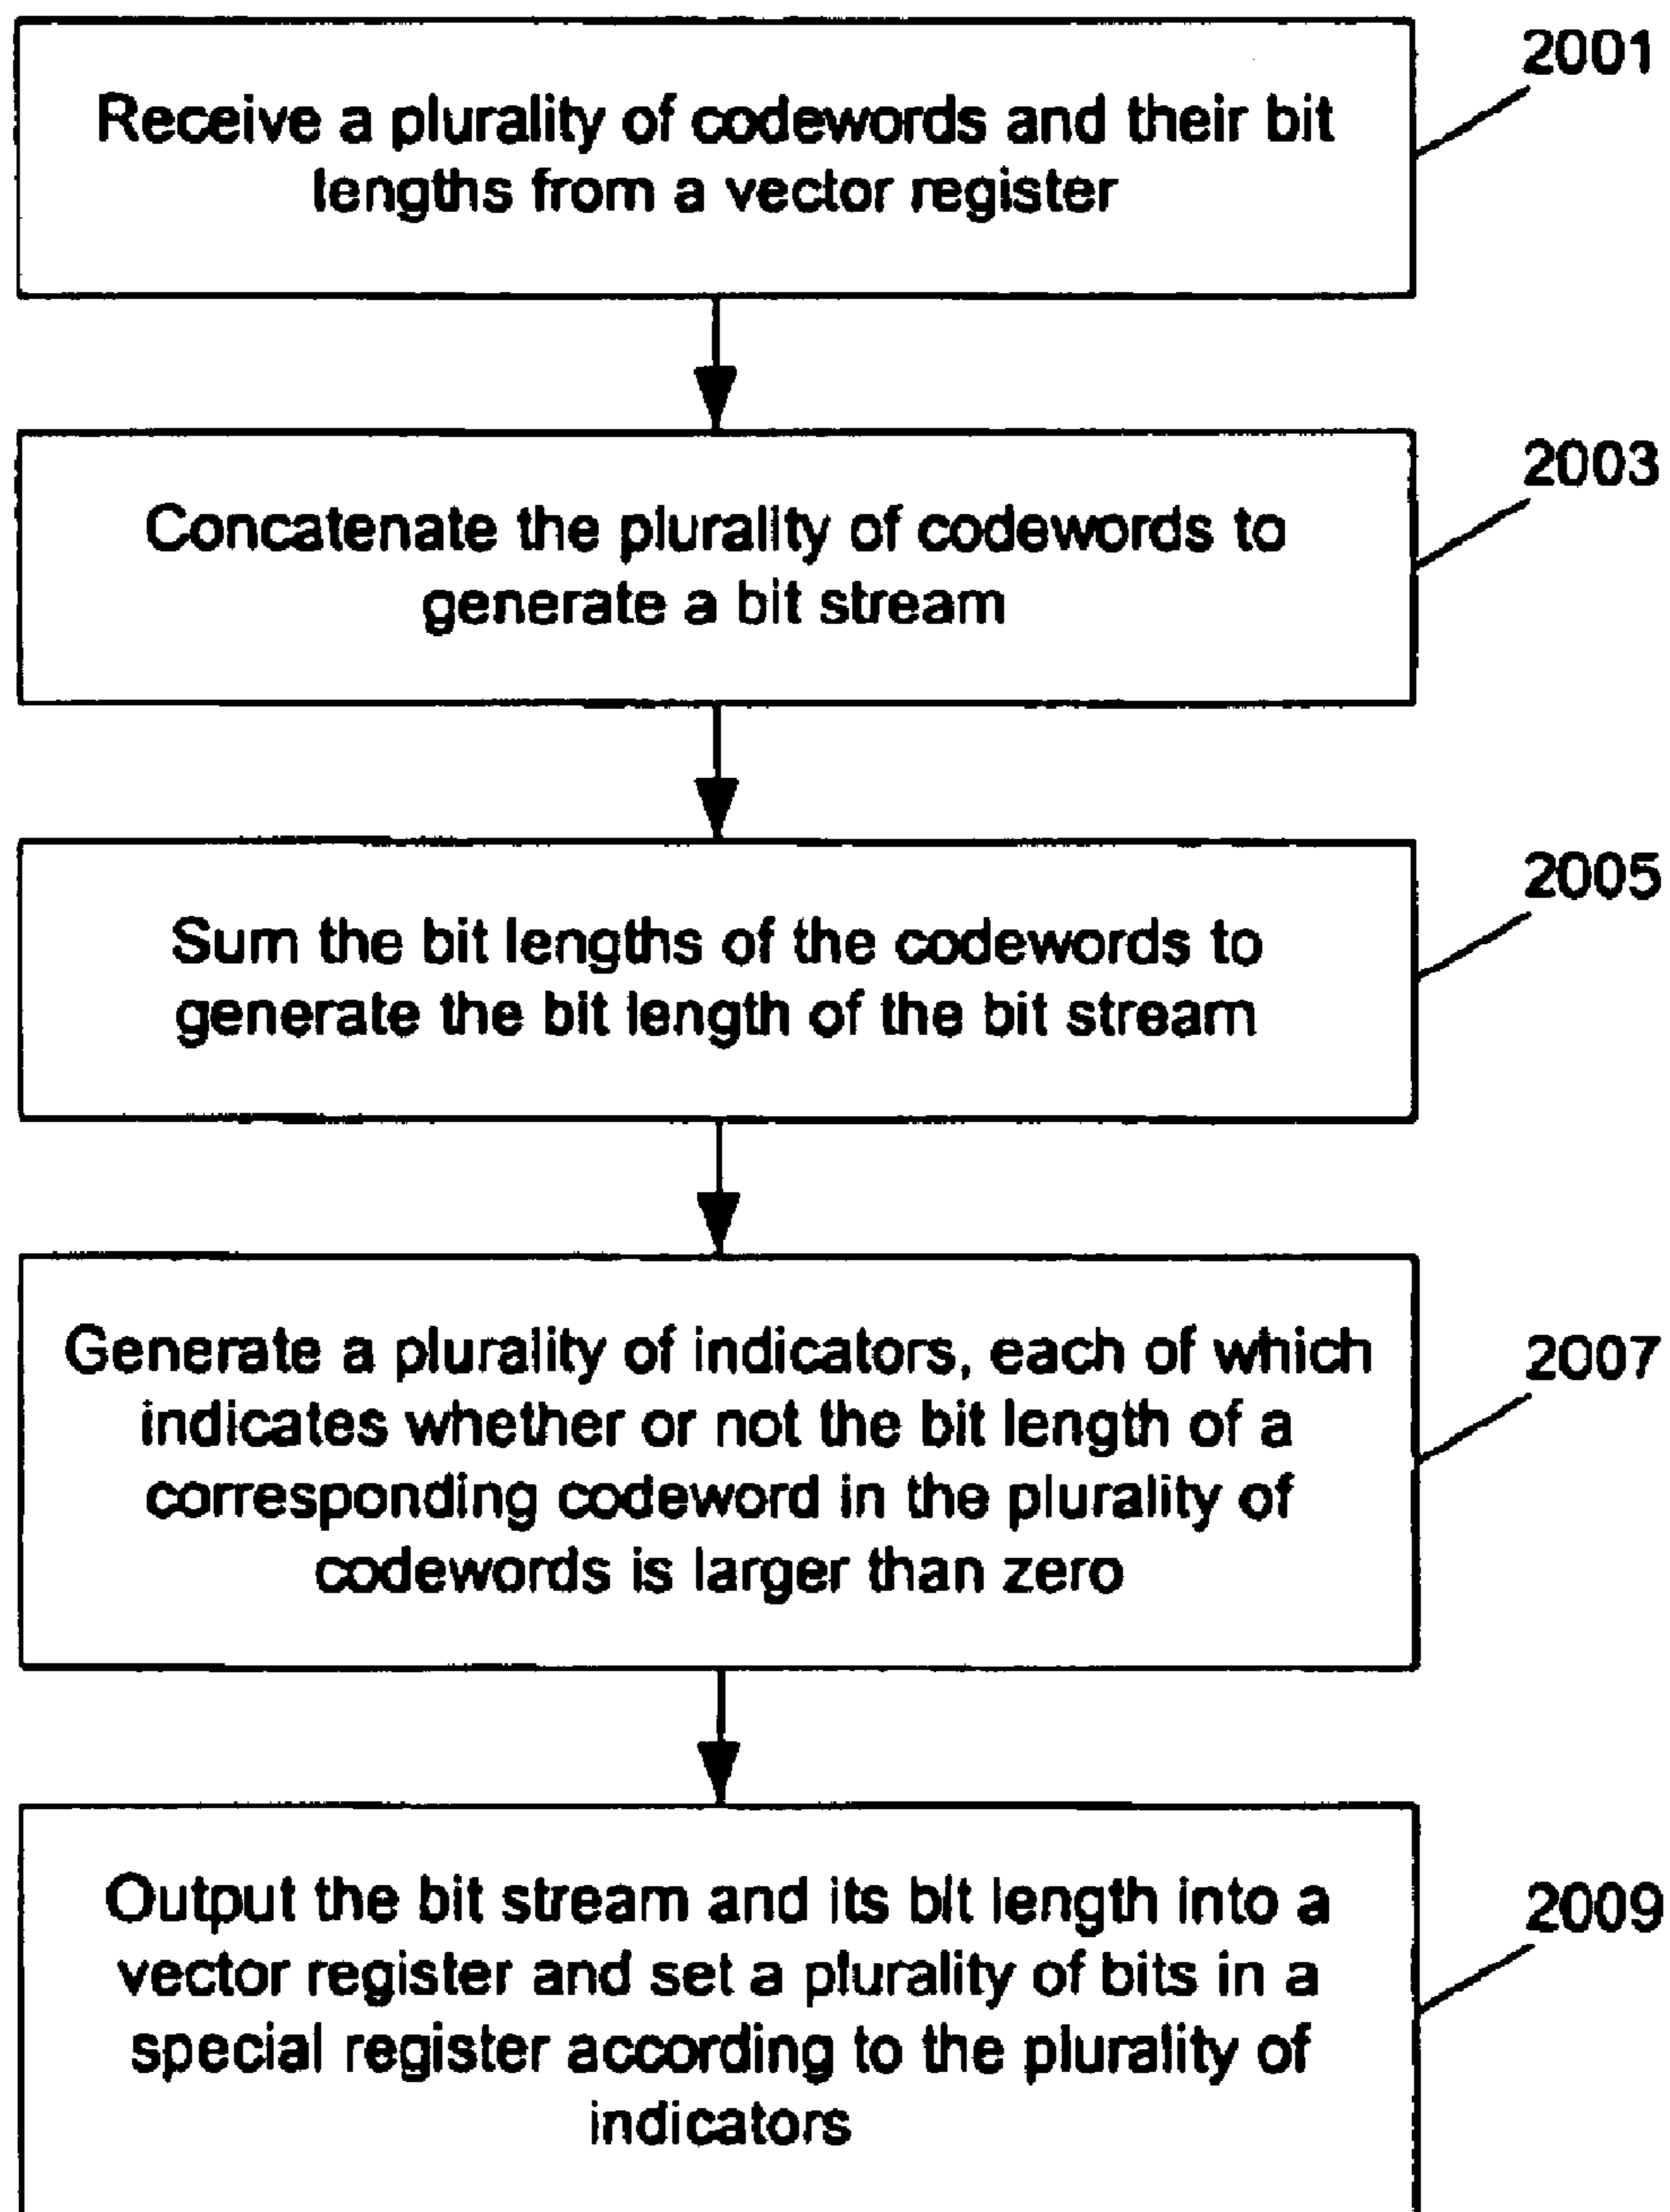 2001
Receive a plurality of codewords and their bit
lengths from a vector register
2003
Concatenate the plurality of codewords to
generate a bit stream
2005
Sum the bit lengths of the codewords to
generate the bit length of the bit stream
2007
Generate a plurality of indicators, each of which
indicates whether or not the bit length of a
corresponding codeword in the plurality of
codewords is larger than zero
2009
Output the bit stream and its bit length into a
vector register and set a plurality of bits in a
special register according to the plurality of
indicators